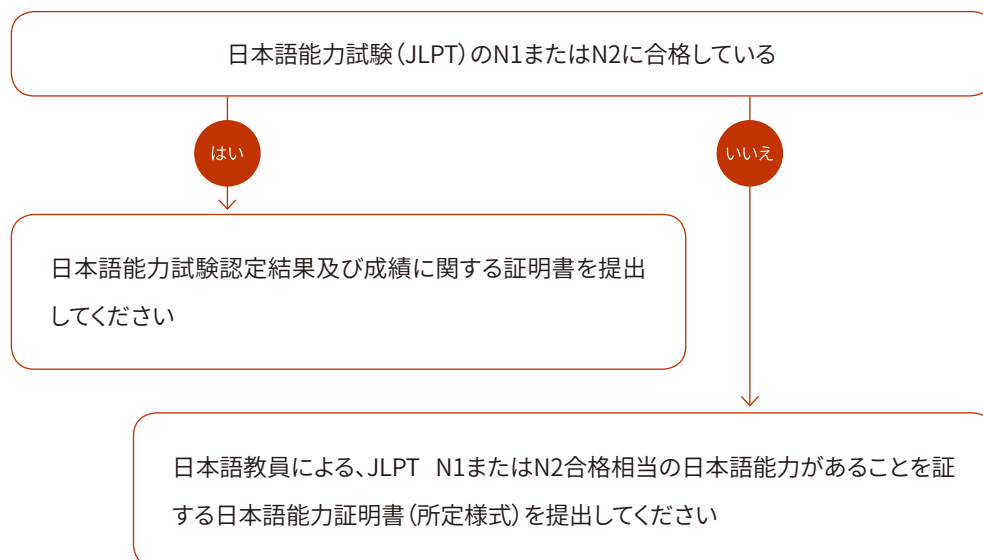 日本語能力試験（JLPT）のN1またはN2に合格している
はい
いいえ
日本語能力試験認定結果及び成績に関する証明書を提出
してください
日本語教員による、JLPT　N1またはN2合格相当の日本語能力があることを証
する日本語能力証明書（所定様式）を提出してください